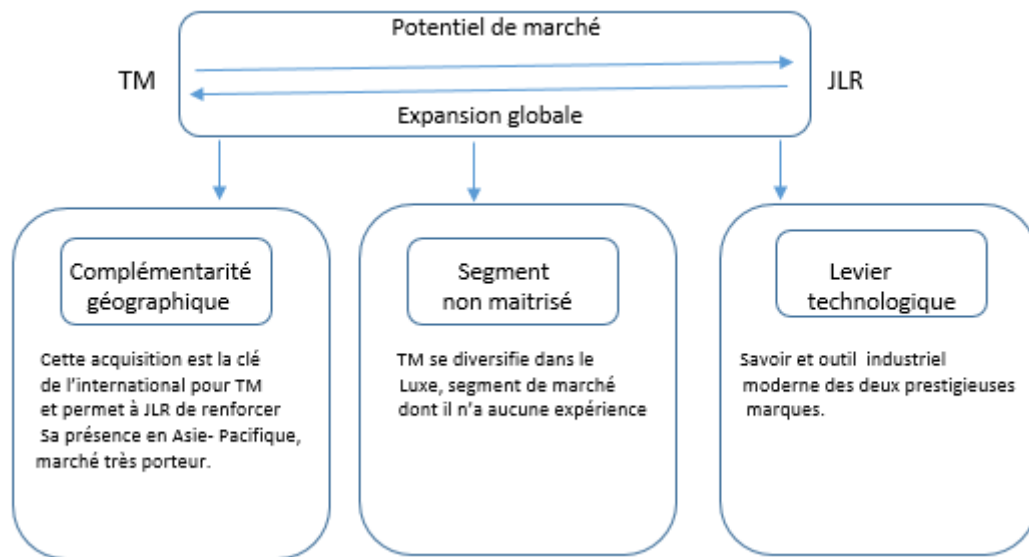 Potentiel de marché
TM
JLR
Expansion globale
Complémentarité
géographique
Cette acquisition est la clé
de l'international pour TM
et permet à JLR de renforcer
Sa présence en Asie- Pacifique,
marché très porteur.
Segment
non maitrisé
TM se diversifie dans le
Luxe, segment de marché
dont il n'a aucune expérience
Levier
technologique
Savoir et outil industriel
moderne des deux prestigieuses
marques.